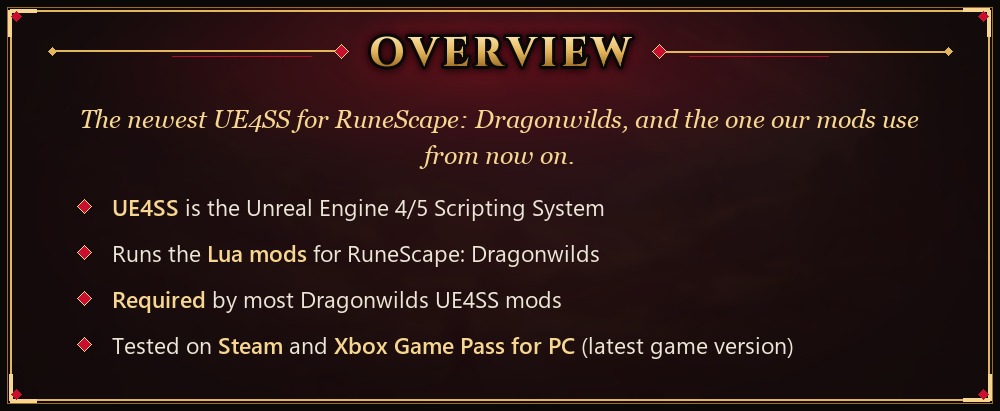 OVERVIEW
The newest UE4SS for RuneScape: Dragonwilds, and the one our mods use
from now on.
UE4SS is the Unreal Engine 4/5 Scripting System
Runs the Lua mods for RuneScape: Dragonwilds
Required by most Dragonwilds UE4SS mods
Tested on Steam and Xbox Game Pass for PC (latest game version)